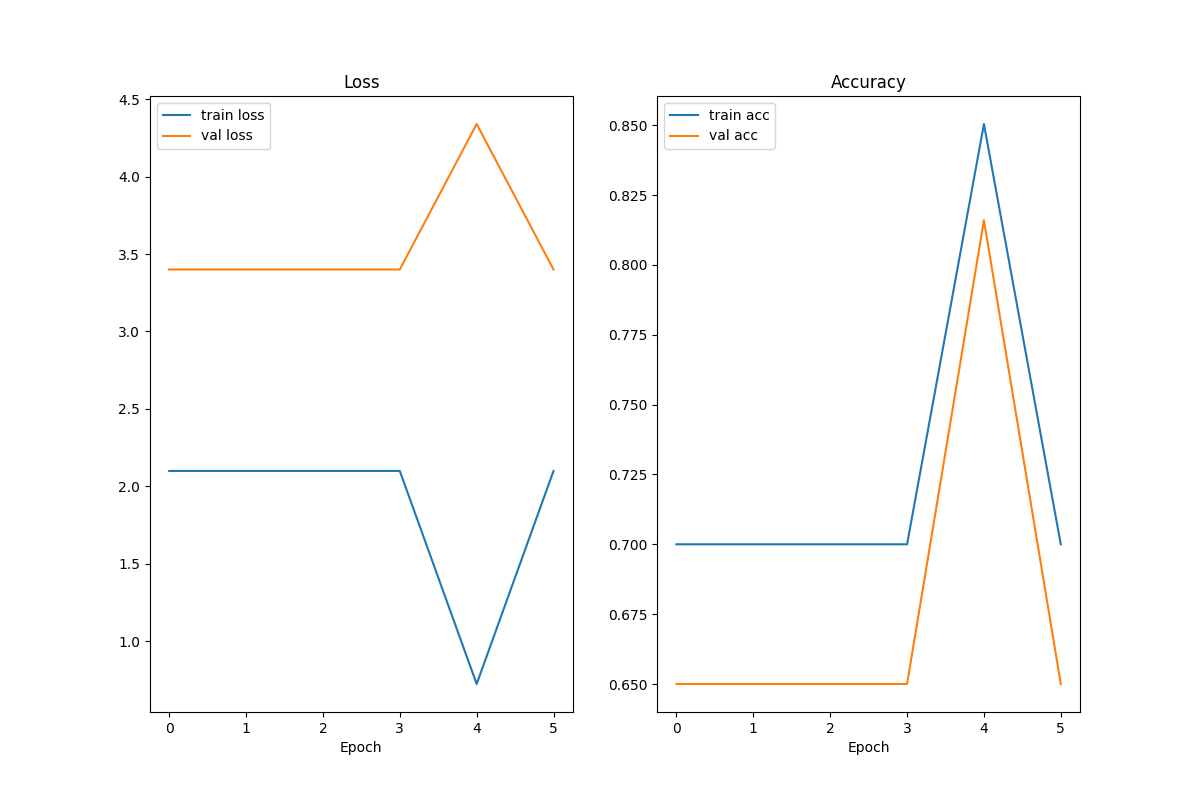 Loss
train loss
val loss
4.5
4.0
3.5
3.0
2.5
2.0
1.5
1.0
0 1 2 3 4 5
Epoch
Accuracy
train acc
val acc
0.850
0.825
0.800
0.775
0.750
0.725
0.700
0.675
0.650
0 1 2 3 4 5
Epoch